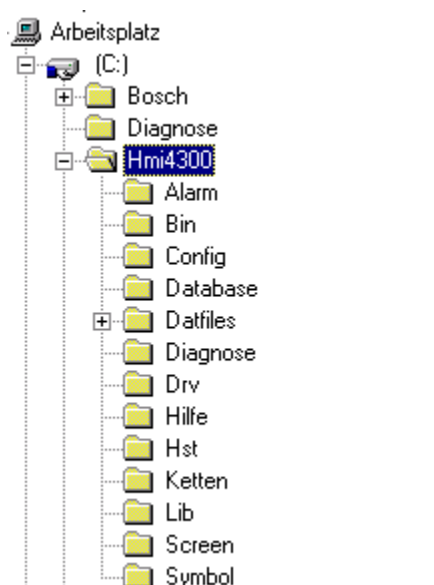 Arbeitsplatz
(C:)
Bosch
Diagnose
Hmi4300
Alarm
Bin
Config
Database
Datfiles
Diagnose
Drv
Hilfe
Hst
Ketten
Lib
Screen
Symbol